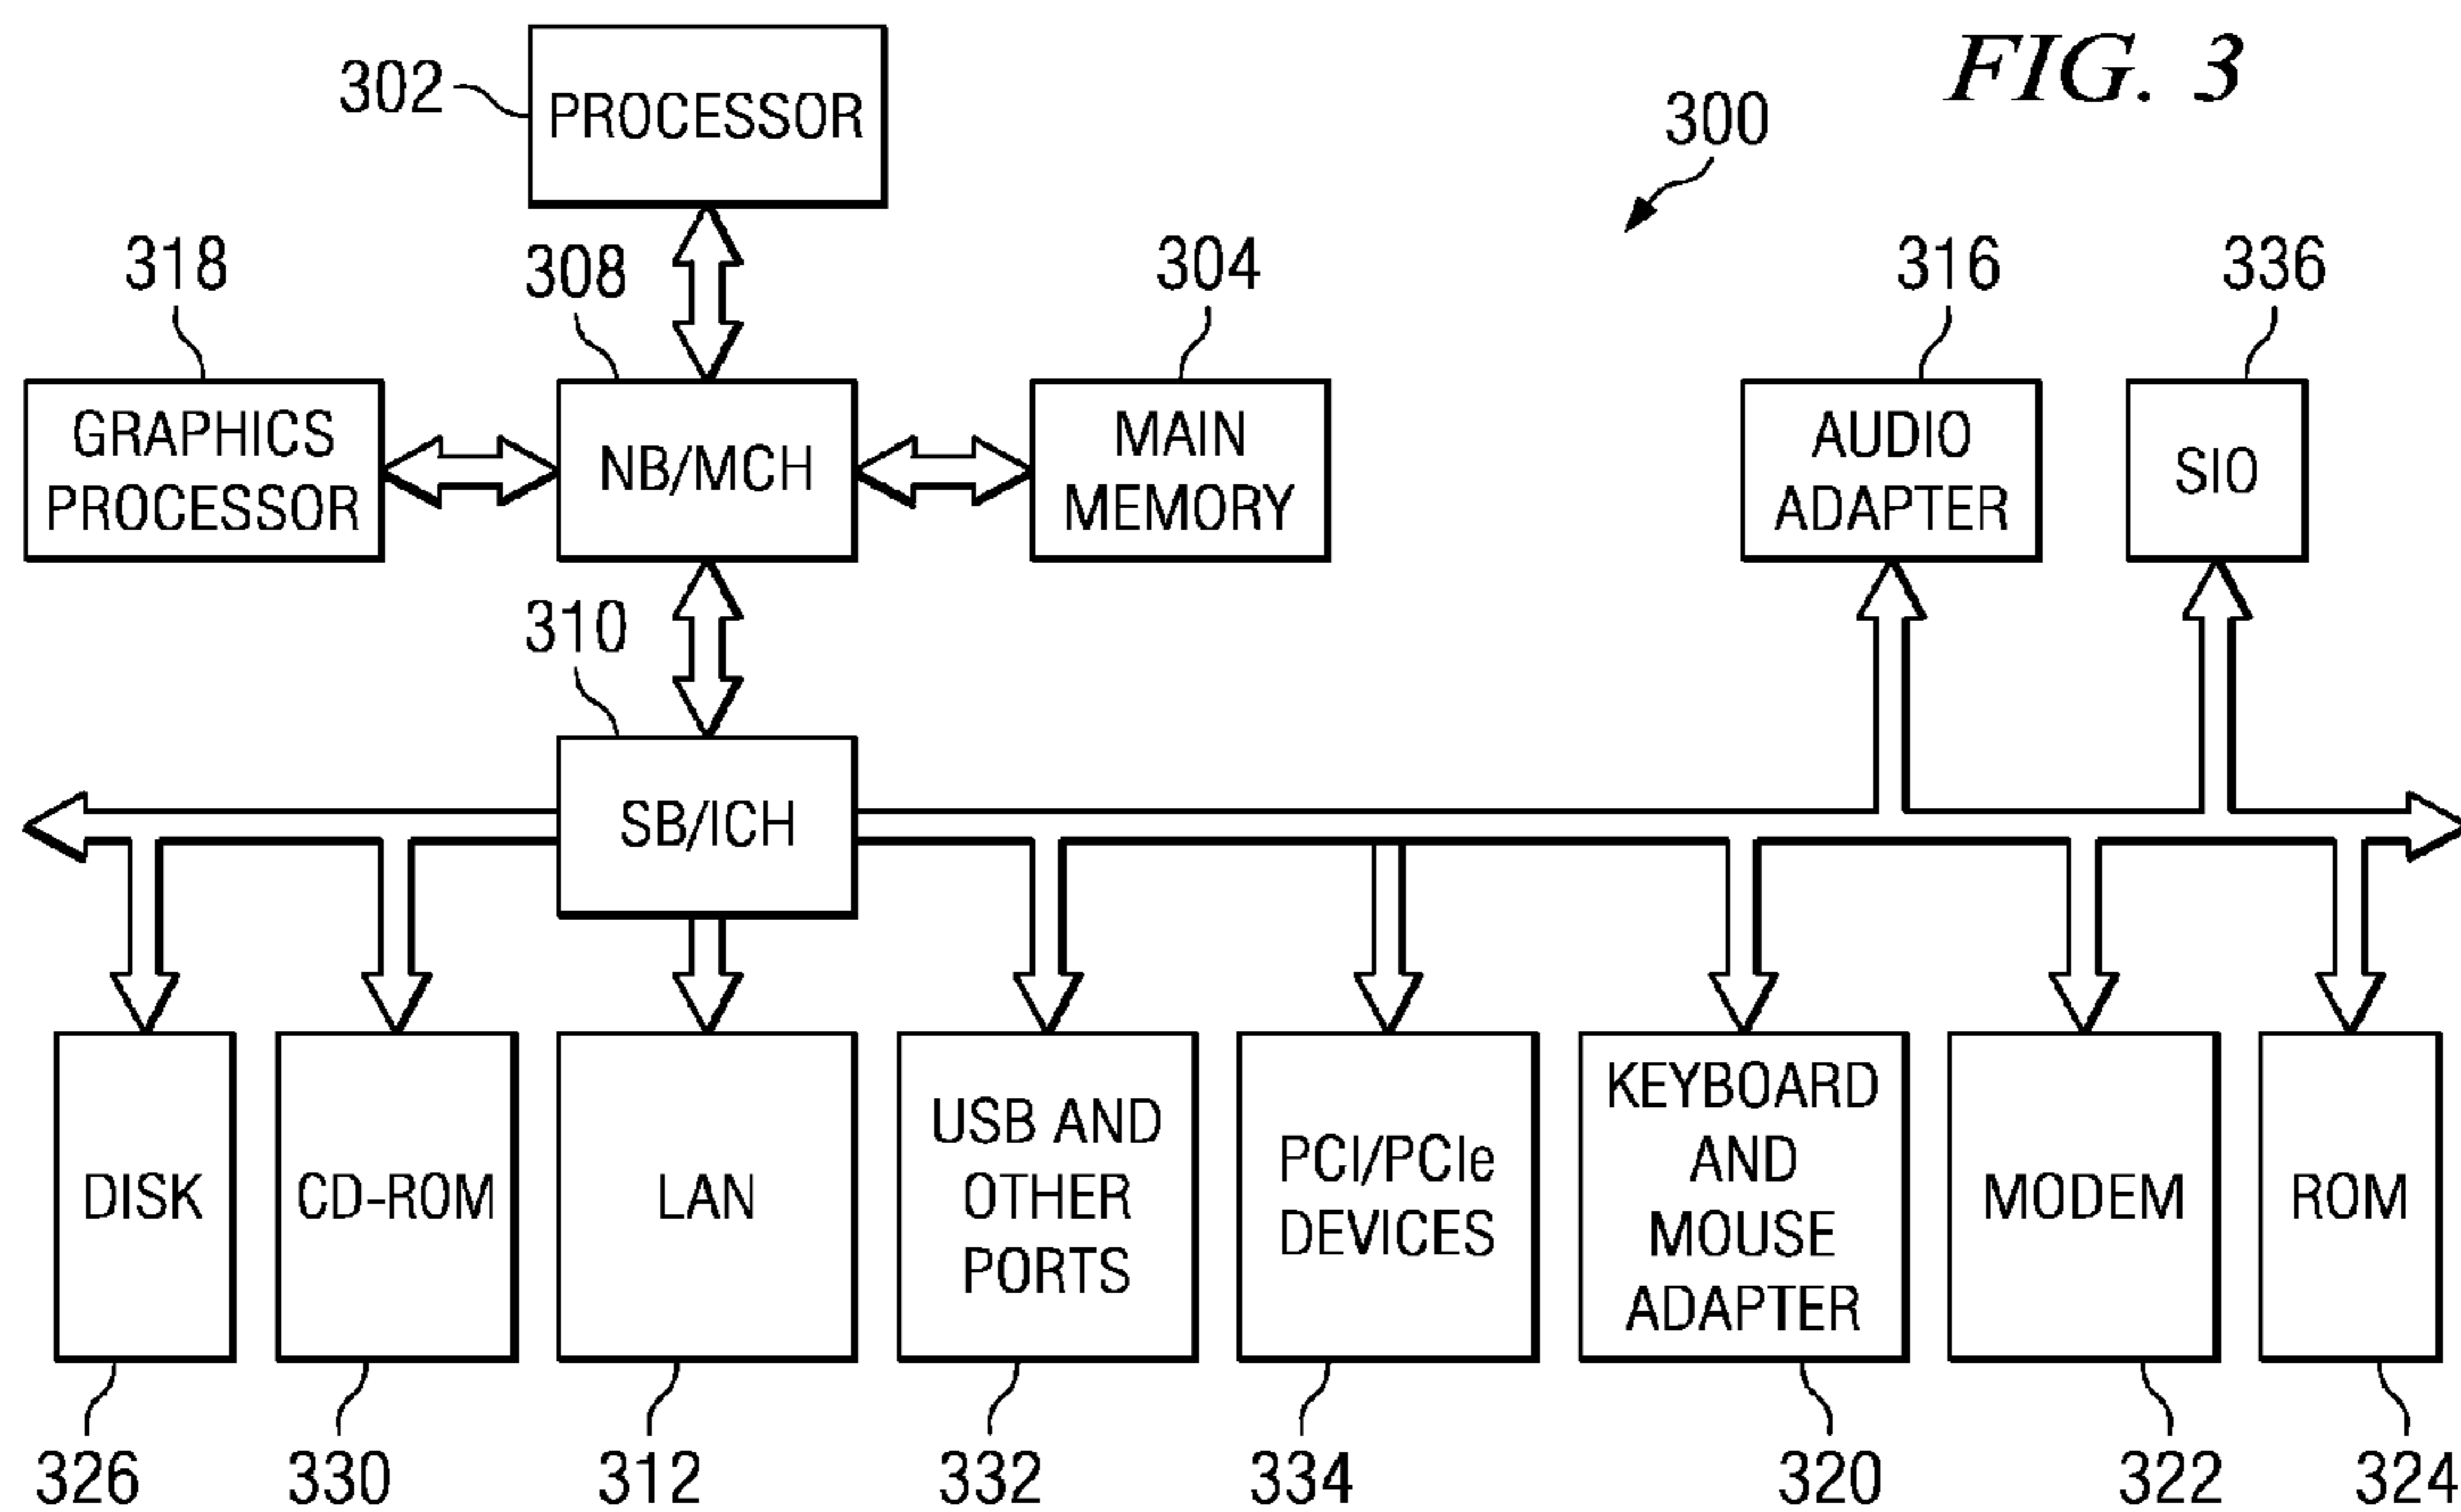 FIG. 3
302
PROCESSOR
300
318
308
304
316
336
GRAPHICS
PROCESSOR
NB/MCH
MAIN
MEMORY
AUDIO
ADAPTER
SIO
310
SB/ICH
DISK
CD-ROM
LAN
USB AND
OTHER
PORTS
PCI/PCIe
DEVICES
KEYBOARD
AND
MOUSE
ADAPTER
MODEM
ROM
326
330
312
332
334
320
322
324